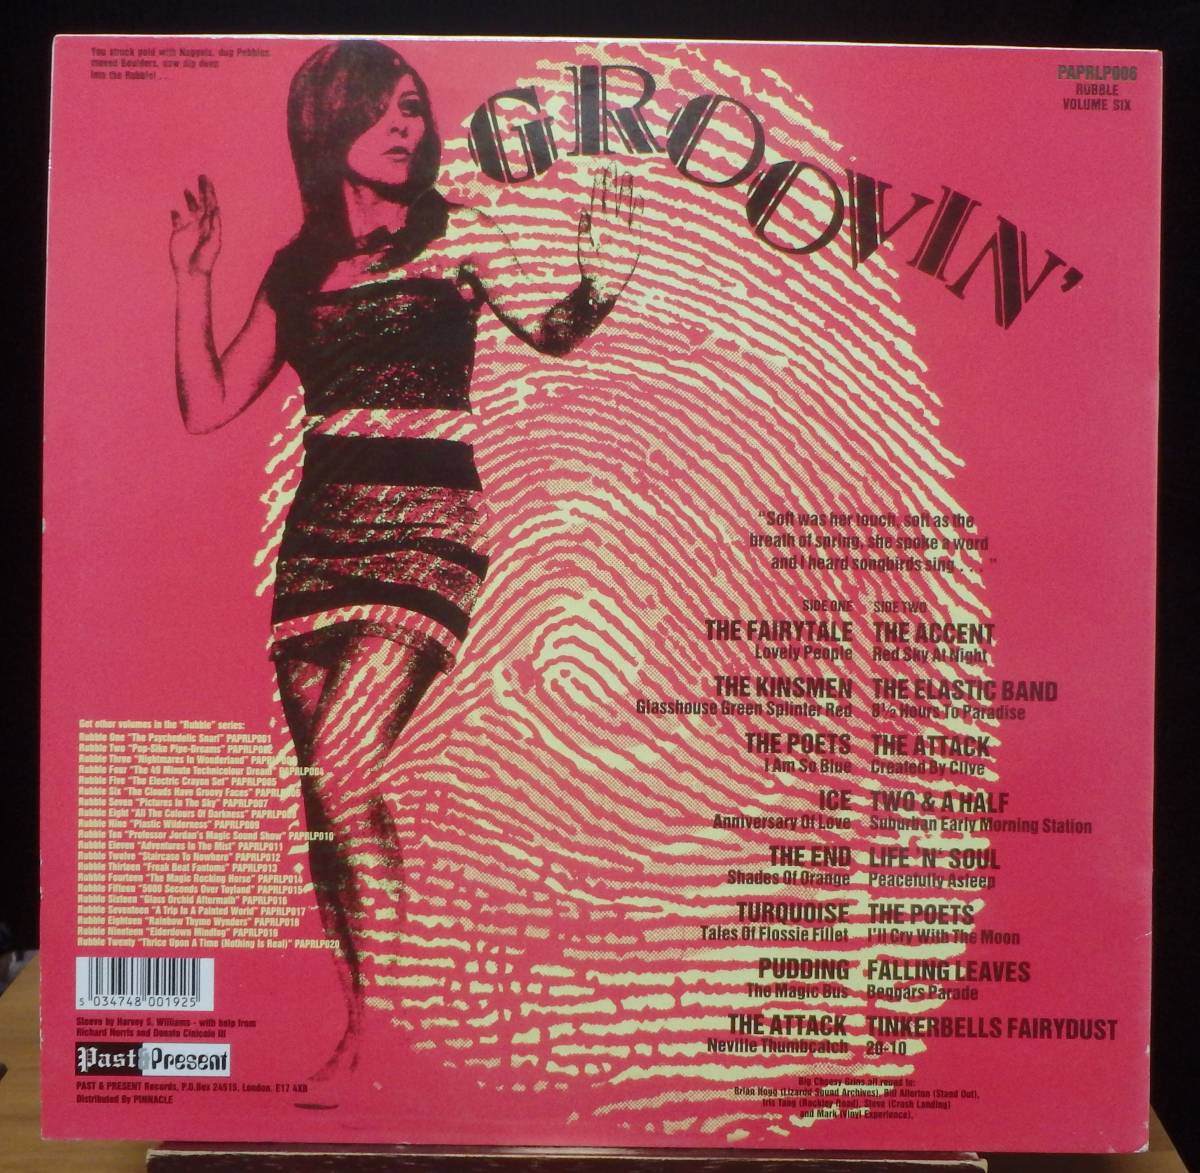 You struck gold with Nuggets, dug Pebbles,
moved Boulders, now dip down
into the Rubble! . .
PAPRLP006
RUBBLE
VOLUME SIX
GROOVIN'
"Soft was her touch, soft as the
breath of spring, she spoke a word
and I heard songbirds sing . . . "
SIDE ONE
THE FAIRYTALE
Lovely People
THE KINSMEN
Glasshouse Green Splinter Red
THE POETS
I Am So Blue
ICE
Anniversary Of Love
THE END
Shades Of Orange
TURQUOISE
Tales Of Flossie Fillet
PUDDING
The Magic Bus
THE ATTACK
Neville Thumbcatch
SIDE TWO
THE ACCENT
Red Sky At Night
THE ELASTIC BAND
8½ Hours To Paradise
THE ATTACK
Created By Clive
TWO & A HALF
Suburban Early Morning Station
LIFE 'N' SOUL
Peacefully Asleep
THE POETS
I'll Cry With The Moon
FALLING LEAVES
Beggars Parade
TINKERBELLS FAIRYDUST
20-10
Big Cheesy Grins all round to:
Brian Hogg (Lizardd Sound Archives), Bill Allerton (Stand Out),
Iris Tang (Rockley Road), Steve (Crash Landing)
and Mark (Vinyl Experience).
Get other volumes in the "Rubble" series:
Rubble One "The Psychedelic Snarl" PAPRLP001
Rubble Two "Pop-Sike Pipe-Dreams" PAPRLP002
Rubble Three "Nightmares In Wonderland"
Rubble Four "The 49 Minute Technicolour Dream" PAPRLP004
Rubble Five "The Electric Crayon Set" PAPRLP005
Rubble Six "The Clouds Have Groovy Faces"
Rubble Seven "Pictures In The Sky" PAPRLP007
Rubble Eight "All The Colours Of Darkness"
Rubble Nine "Plastic Wilderness" PAPRLP009
Rubble Ten "Professor Jordan's Magic Sound Show" PAPRLP010
Rubble Eleven "Adventures In The Mist" PAPRLP011
Rubble Twelve "Staircase To Nowhere" PAPRLP012
Rubble Thirteen "Freak Beat Fantoms" PAPRLP013
Rubble Fourteen "The Magic Rocking Horse" PAPRLP014
Rubble Fifteen "5000 Seconds Over Toyland" PAPRLP015
Rubble Sixteen "Glass Orchid Aftermath" PAPRLP016
Rubble Seventeen "A Trip In A Painted World" PAPRLP017
Rubble Eighteen "Rainbow Thyme Wynders" PAPRLP018
Rubble Nineteen "Eiderdown Mindfog" PAPRLP019
Rubble Twenty "Thrice Upon A Time (Nothing Is Real)" PAPRLP020
5 034748 001925
Sleeve by Harvey S. Williams - with help from
Richard Norris and Donato Cinicolo III
Past & Present
PAST & PRESENT Records, P.O.Box 24515, London, E17 4XB
Distributed By PINNACLE